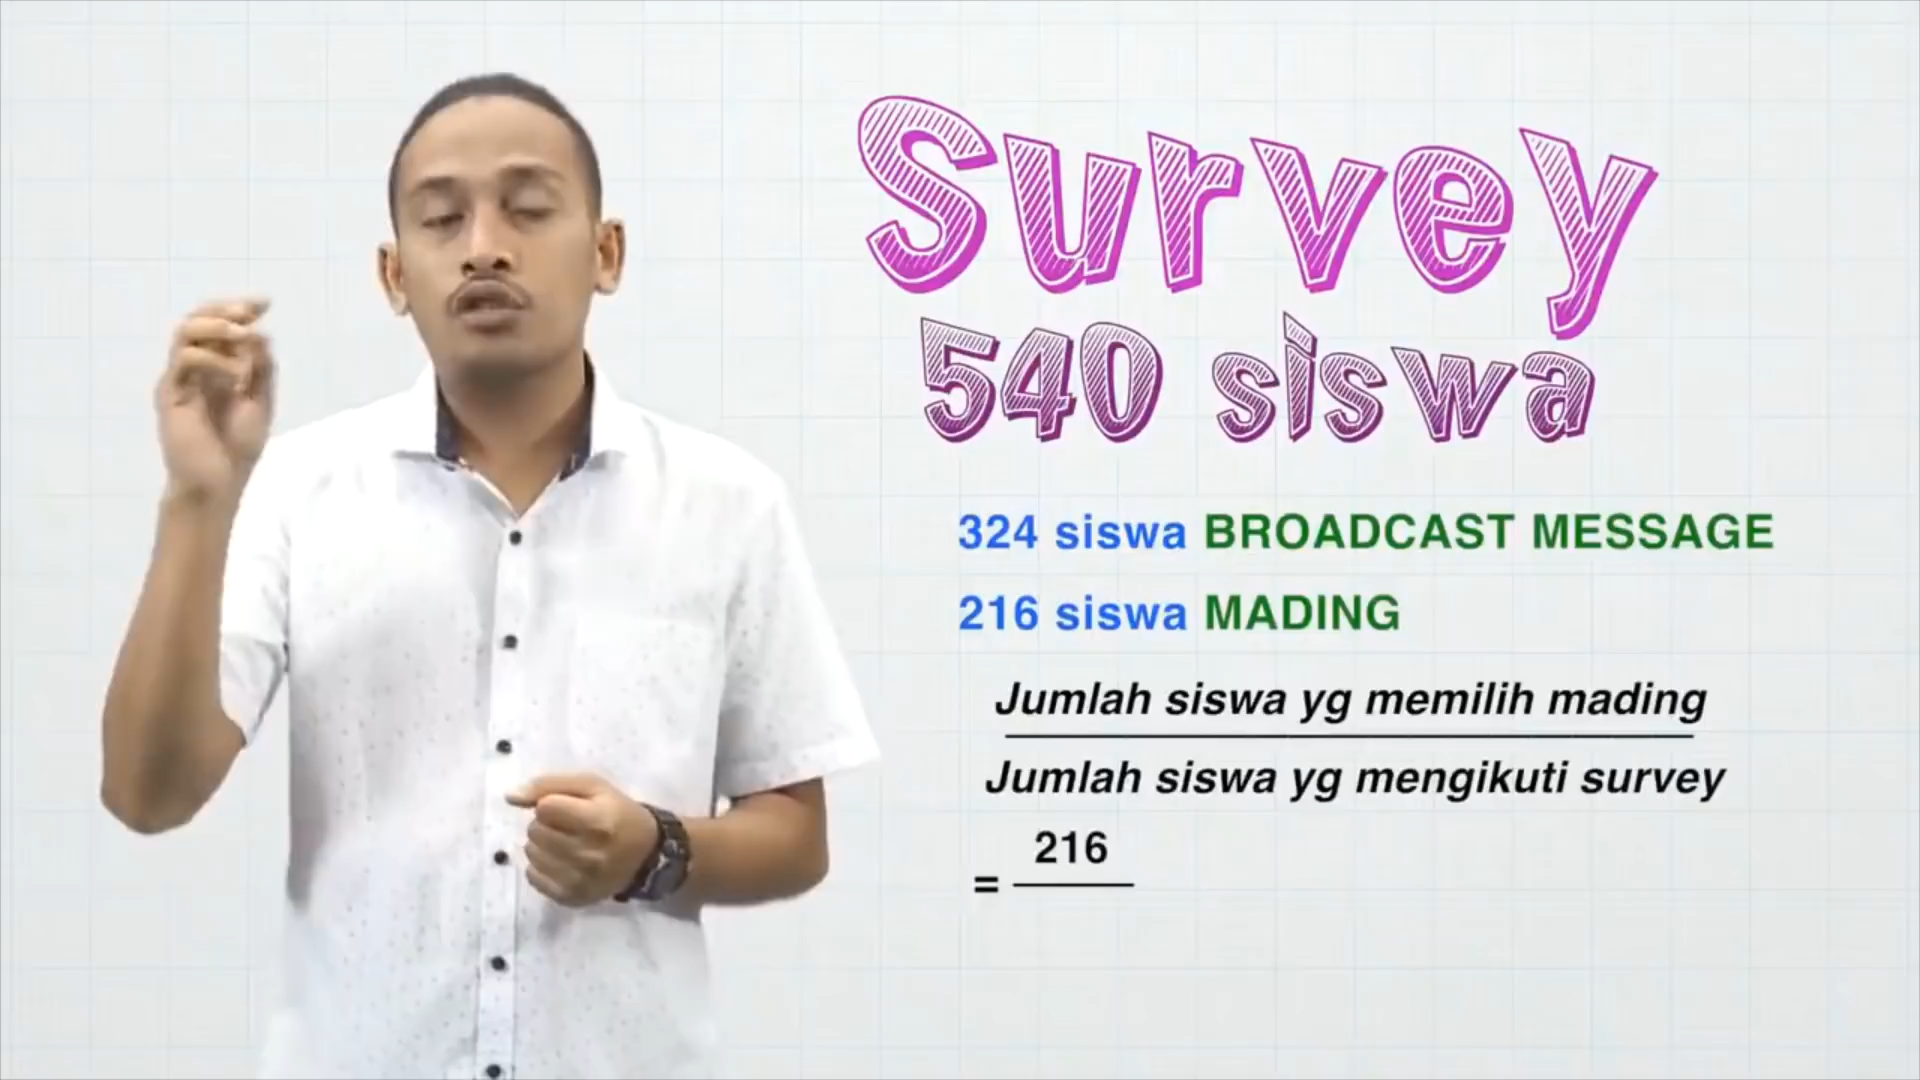 Survey
540 siswa
324 siswa BROADCAST MESSAGE
216 siswa MADING
Jumlah siswa yg memilih mading
Jumlah siswa yg mengikuti survey
= 216